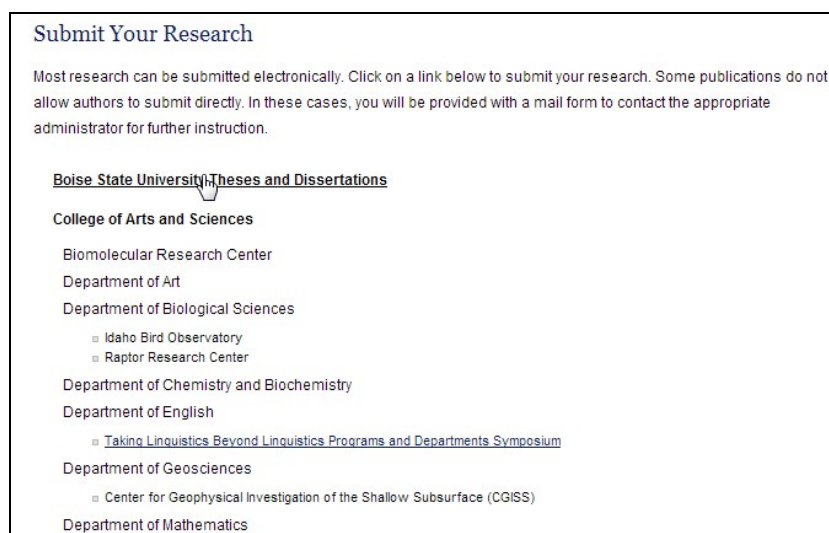 Submit Your Research
Most research can be submitted electronically. Click on a link below to submit your research. Some publications do not
allow authors to submit directly. In these cases, you will be provided with a mail form to contact the appropriate
administrator for further instruction.
Boise State University Theses and Dissertations
College of Arts and Sciences
Biomolecular Research Center
Department of Art
Department of Biological Sciences
Idaho Bird Observatory
Raptor Research Center
Department of Chemistry and Biochemistry
Department of English
Taking Linguistics Beyond Linguistics Programs and Departments Symposium
Department of Geosciences
Center for Geophysical Investigation of the Shallow Subsurface (CGISS)
Department of Mathematics